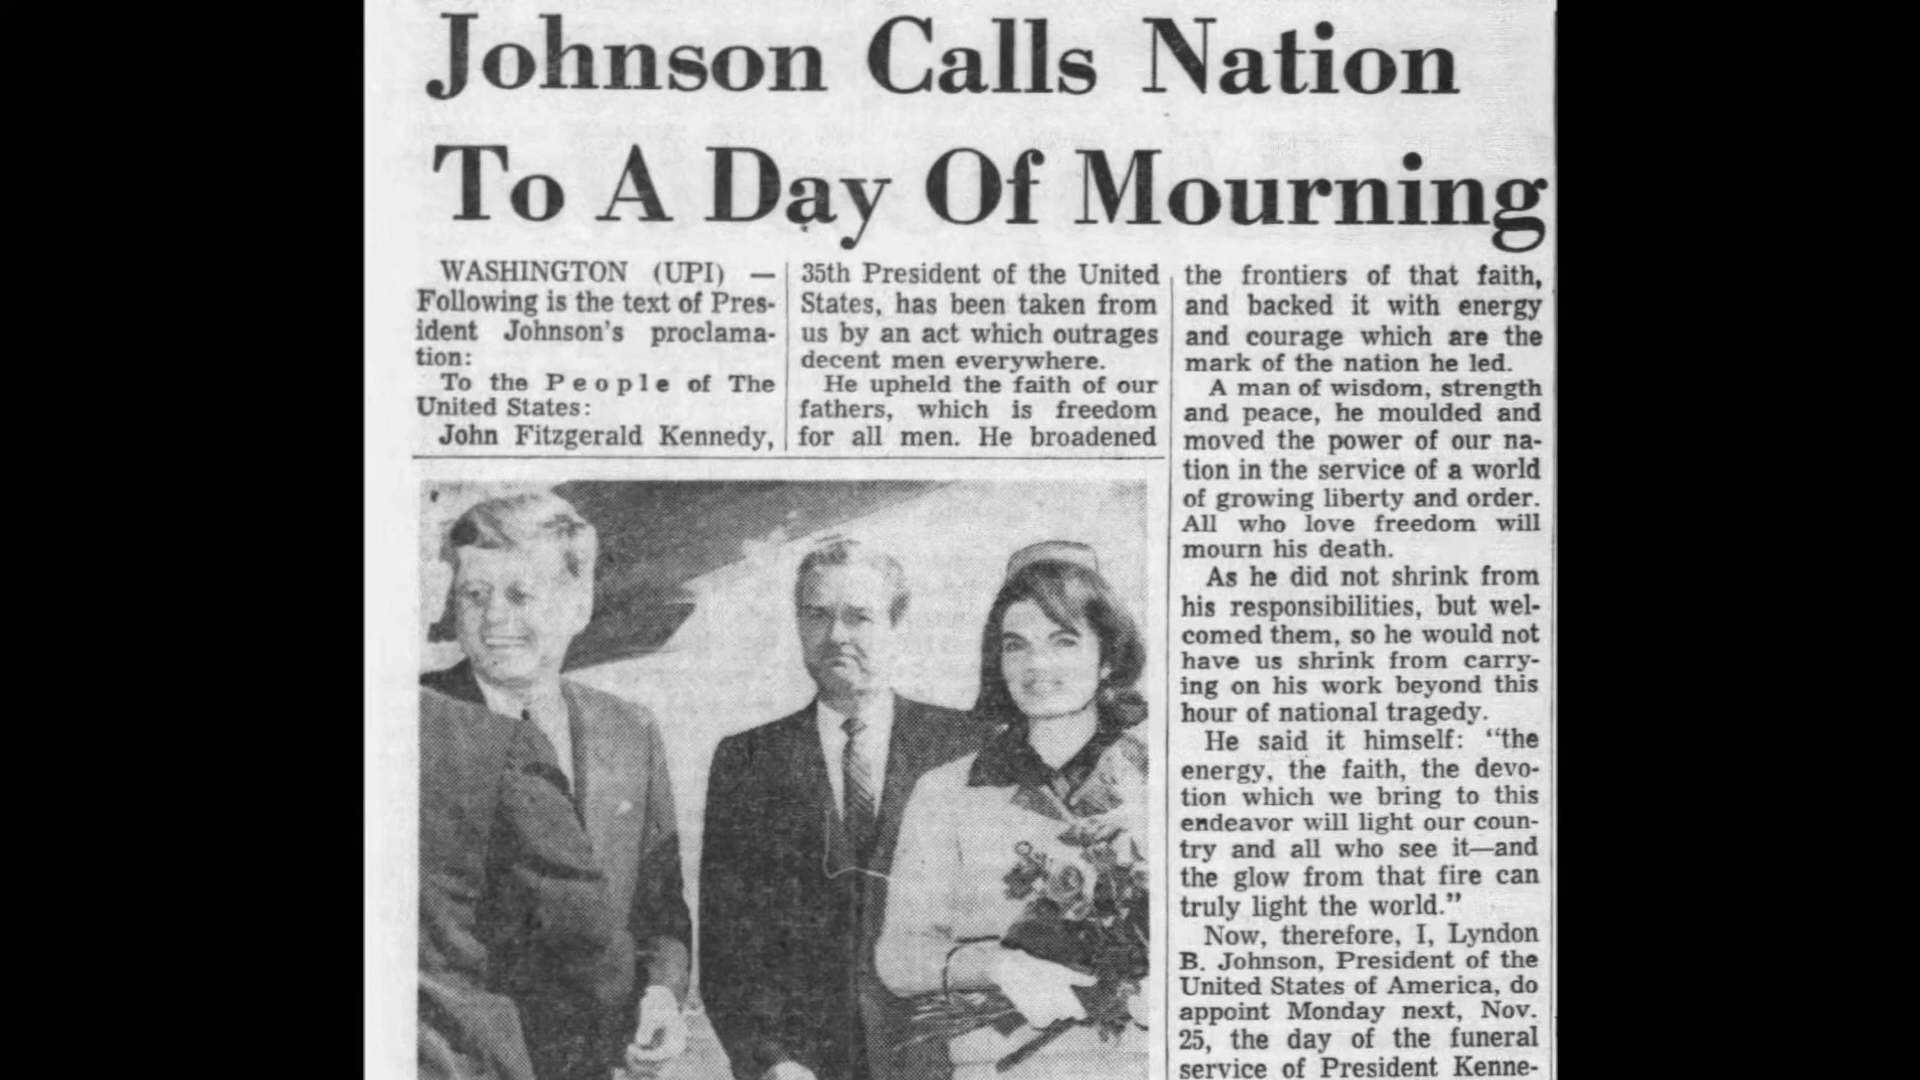 Johnson Calls Nation
To A Day Of Mourning
WASHINGTON (UPI) —
Following is the text of Pres-
ident Johnson's proclama-
tion:
To the People of The
United States:
John Fitzgerald Kennedy,
35th President of the United
States, has been taken from
us by an act which outrages
decent men everywhere.
He upheld the faith of our
fathers, which is freedom
for all men. He broadened
the frontiers of that faith,
and backed it with energy
and courage which are the
mark of the nation he led.
A man of wisdom, strength
and peace, he moulded and
moved the power of our na-
tion in the service of a world
of growing liberty and order.
All who love freedom will
mourn his death.
As he did not shrink from
his responsibilities, but wel-
comed them, so he would not
have us shrink from carry-
ing on his work beyond this
hour of national tragedy.
He said it himself: "the
energy, the faith, the devo-
tion which we bring to this
endeavor will light our coun-
try and all who see it—and
the glow from that fire can
truly light the world."
Now, therefore, I, Lyndon
B. Johnson, President of the
United States of America, do
appoint Monday next, Nov.
25, the day of the funeral
service of President Kenne-